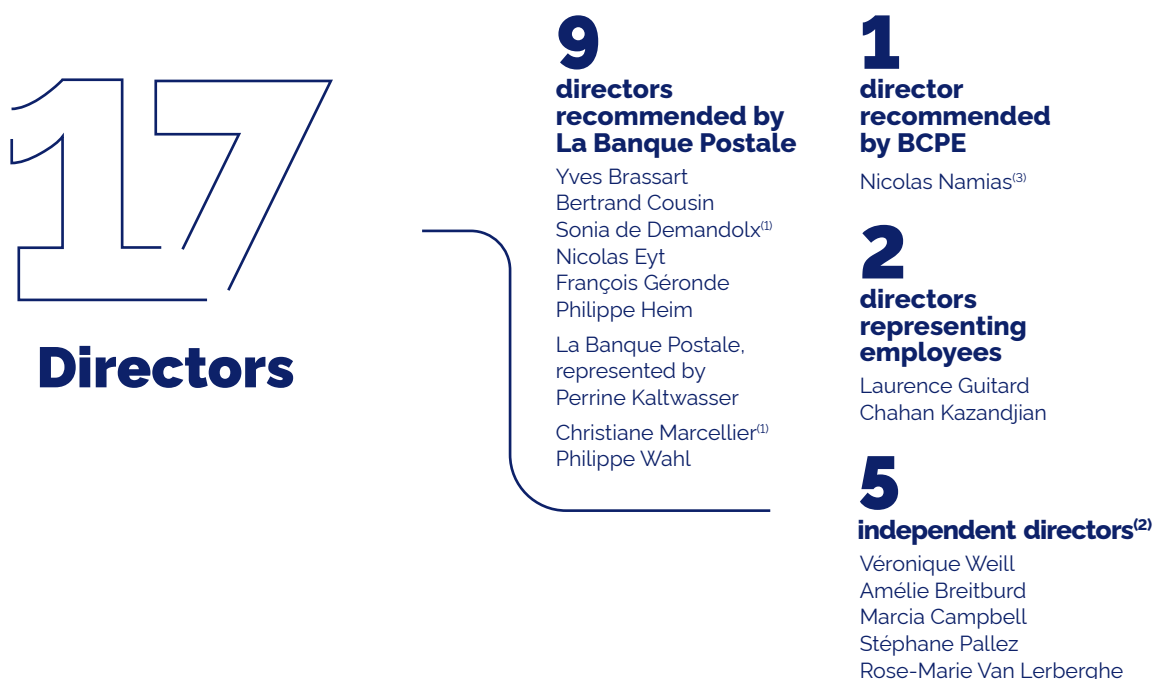 17
Directors
9
directors
recommended by
La Banque Postale
Yves Brassart
Bertrand Cousin
Sonia de Demandolx(1)
Nicolas Eyt
François Géronde
Philippe Heim
La Banque Postale,
represented by
Perrine Kaltwasser
Christiane Marcellier(1)
Philippe Wahl
1
director
recommended
by BCPE
Nicolas Namias(3)
2
directors
representing
employees
Laurence Guitard
Chahan Kazandjian
5
independent directors(2)
Véronique Weill
Amélie Breitburd
Marcia Campbell
Stéphane Pallez
Rose-Marie Van Lerberghe